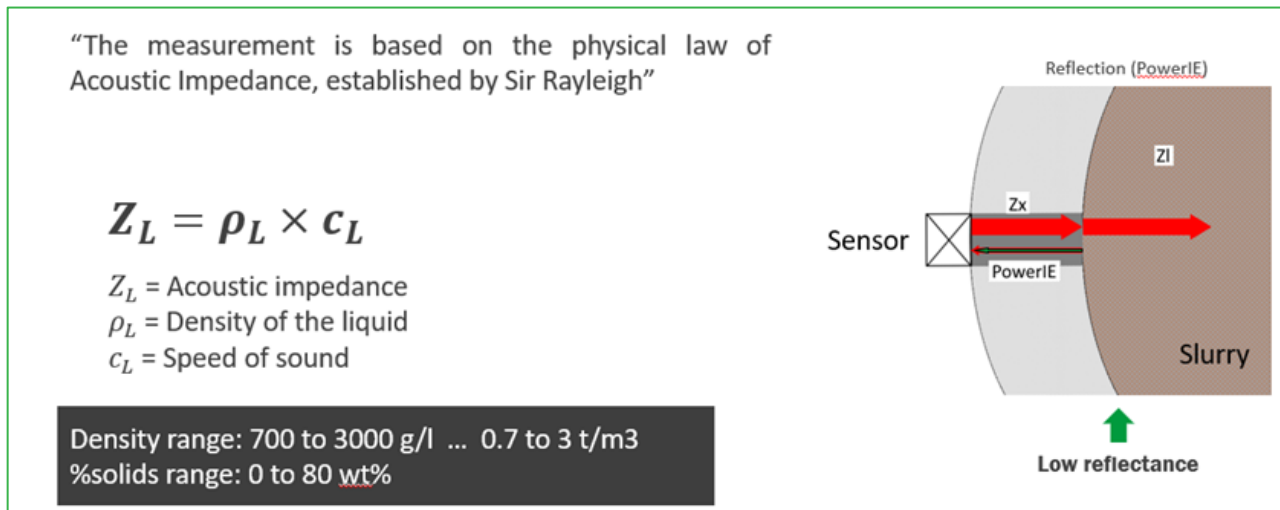 “The measurement is based on the physical law of
Acoustic Impedance, established by Sir Rayleigh”
Z_L = ρ_L × c_L
Z_L = Acoustic impedance
ρ_L = Density of the liquid
c_L = Speed of sound
Density range: 700 to 3000 g/l ... 0.7 to 3 t/m3
%solids range: 0 to 80 wt%
Reflection (PowerIE)
Zl
Zx
Sensor
PowerIE
Slurry
Low reflectance